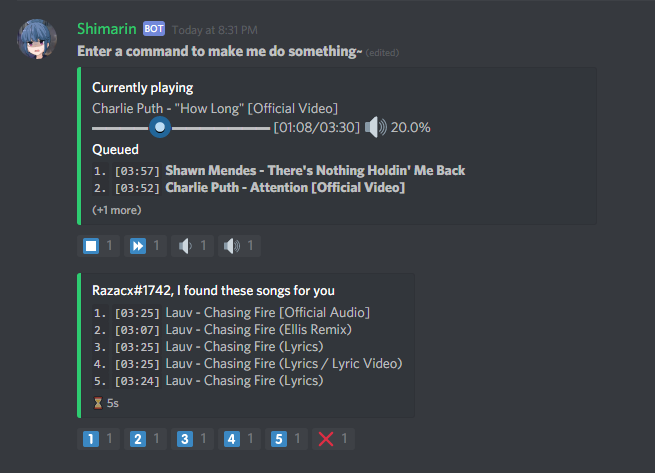 Shimarin BOT Today at 8:31 PM
Enter a command to make me do something~ (edited)
Currently playing
Charlie Puth - "How Long" [Official Video]
[01:08/03:30] 20.0%
Queued
1. [03:57] Shawn Mendes - There's Nothing Holdin' Me Back
2. [03:52] Charlie Puth - Attention [Official Video]
(+1 more)
1 1 1 1
Razacx#1742, I found these songs for you
1. [03:25] Lauv - Chasing Fire [Official Audio]
2. [03:07] Lauv - Chasing Fire (Ellis Remix)
3. [03:25] Lauv - Chasing Fire (Lyrics)
4. [03:25] Lauv - Chasing Fire (Lyrics / Lyric Video)
5. [03:24] Lauv - Chasing Fire (Lyrics)
5s
1 1 2 1 3 1 4 1 5 1 1